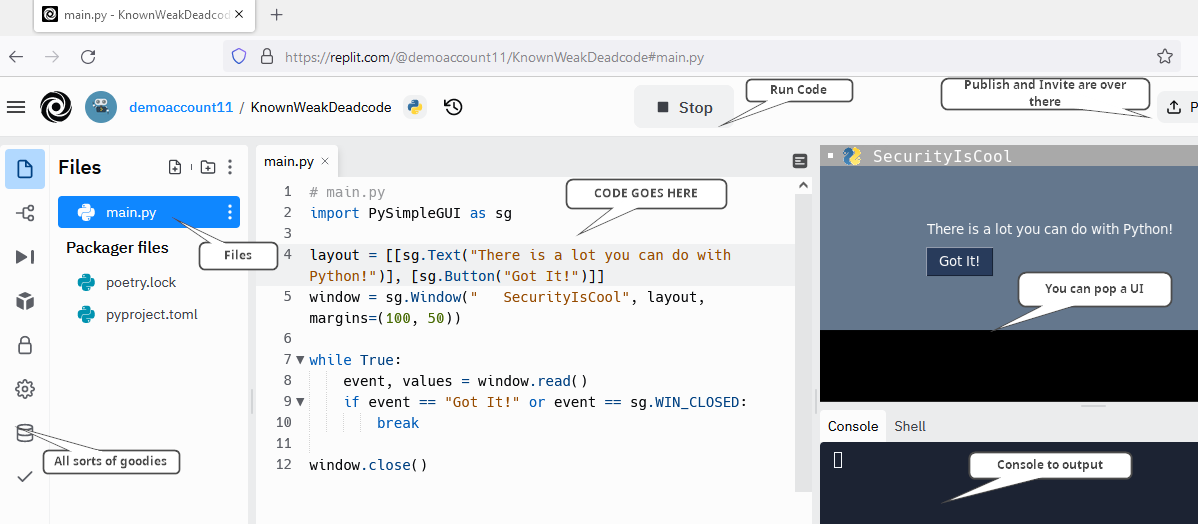 main.py - KnownWeakDeadcod
https://replit.com/@demoaccount11/KnownWeakDeadcode#main.py
demoaccount11 / KnownWeakDeadcode
Stop
Run Code
Publish and Invite are over
there
P
Files
main.py
Files
Packager files
poetry.lock
pyproject.toml
All sorts of goodies
main.py
CODE GOES HERE
1 # main.py
2 import PySimpleGUI as sg
3
4 layout = [[sg.Text("There is a lot you can do with
Python!")], [sg.Button("Got It!")]]
5 window = sg.Window("   SecurityIsCool", layout,
margins=(100, 50))
6
7 while True:
8     event, values = window.read()
9     if event == "Got It!" or event == sg.WIN_CLOSED:
10         break
11
12 window.close()
SecurityIsCool
There is a lot you can do with Python!
Got It!
You can pop a UI
Console Shell
Console to output